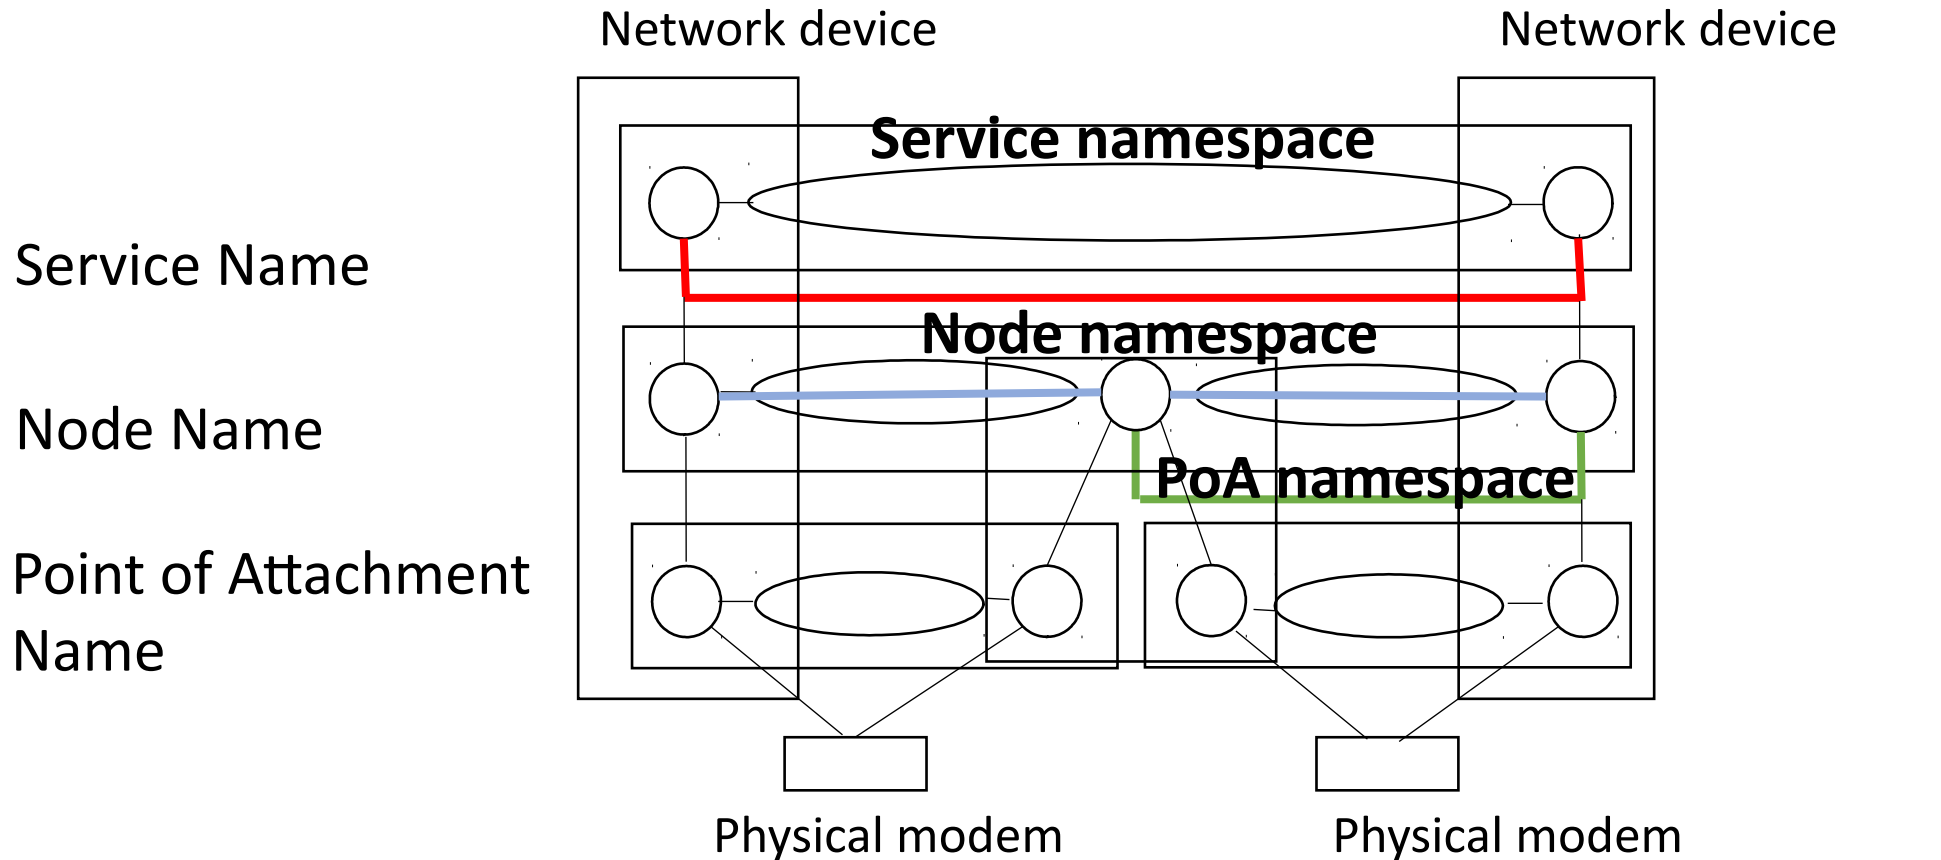 Network device
Network device
Service namespace
Service Name
Node namespace
Node Name
PoA namespace
Point of Attachment
Name
Physical modem
Physical modem